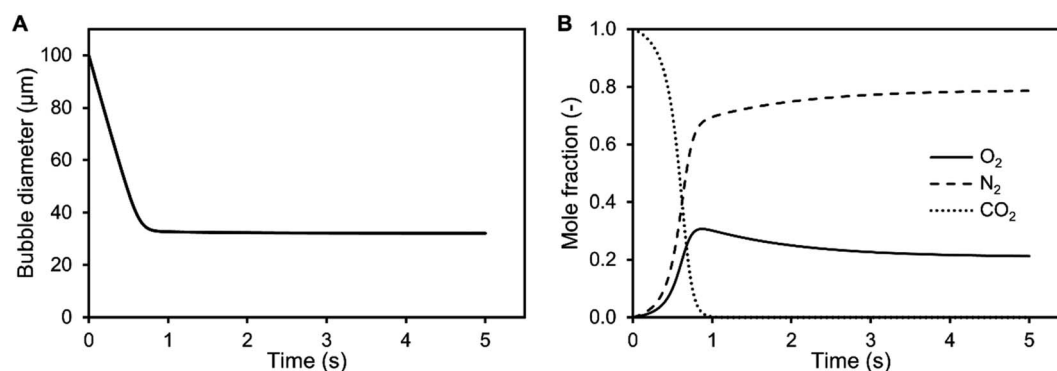 A
Bubble diameter (µm)
100
80
60
40
20
0
0 1 2 3 4 5
Time (s)
B
Mole fraction (-)
1.0
0.8
0.6
0.4
0.2
0.0
O₂
N₂
CO₂
0 1 2 3 4 5
Time (s)